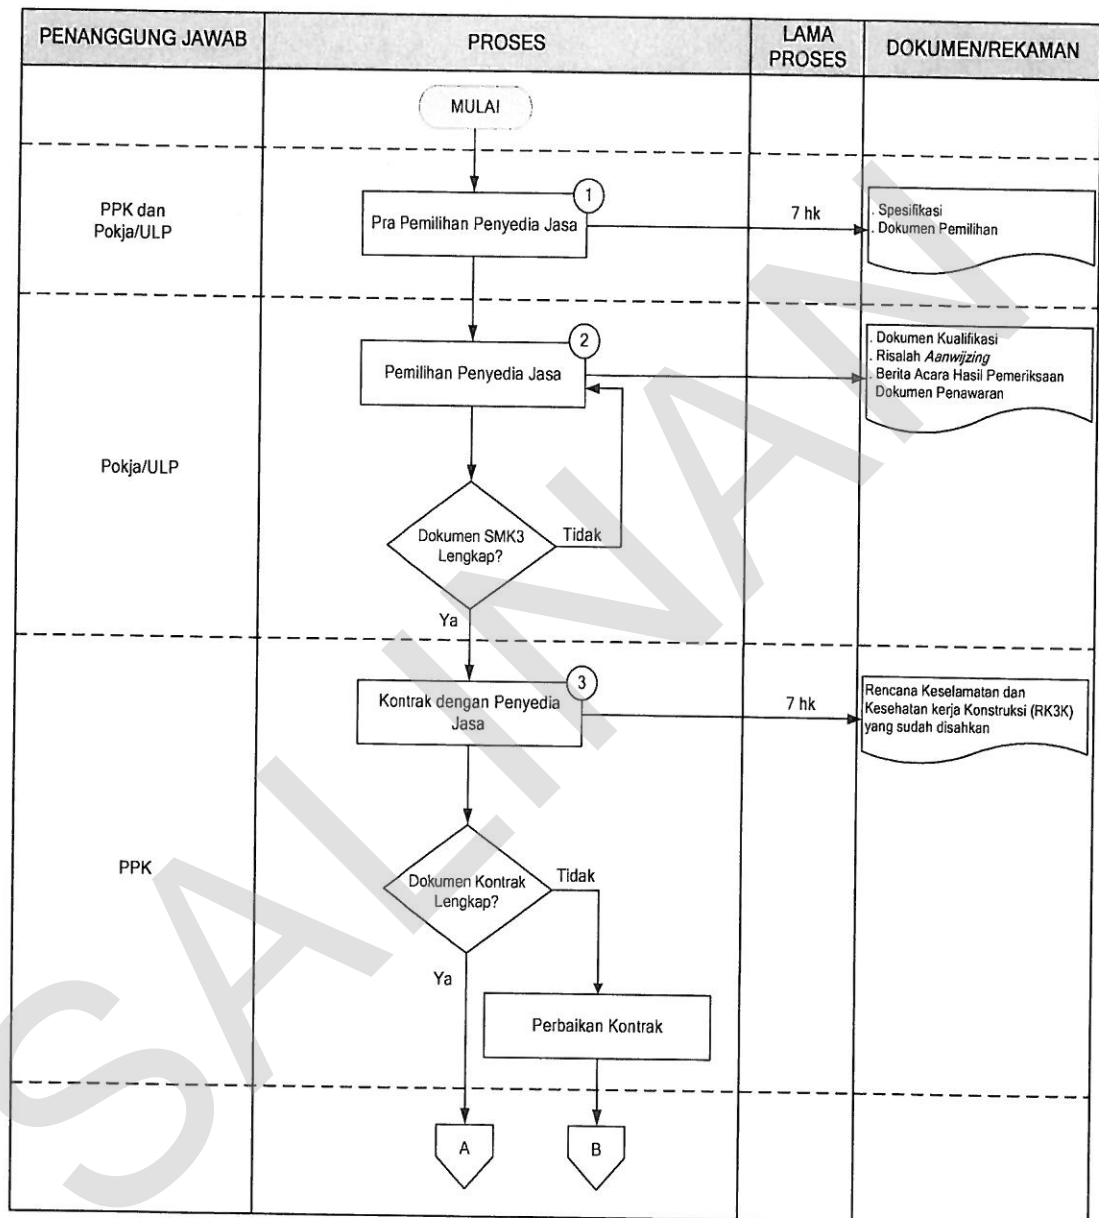 PENANGGUNG JAWAB
PROSES
LAMA
PROSES
DOKUMEN/REKAMAN
MULAI
PPK dan
Pokja/ULP
1
Pra Pemilihan Penyedia Jasa
7 hk
. Spesifikasi
. Dokumen Pemilihan
Pokja/ULP
2
Pemilihan Penyedia Jasa
. Dokumen Kualifikasi
. Risalah Aanwijzing
. Berita Acara Hasil Pemeriksaan
Dokumen Penawaran
Dokumen SMK3
Lengkap?
Tidak
Ya
PPK
3
Kontrak dengan Penyedia
Jasa
7 hk
Rencana Keselamatan dan
Kesehatan kerja Konstruksi (RK3K)
yang sudah disahkan
Dokumen Kontrak
Lengkap?
Tidak
Ya
Perbaikan Kontrak
A
B
SALINAN